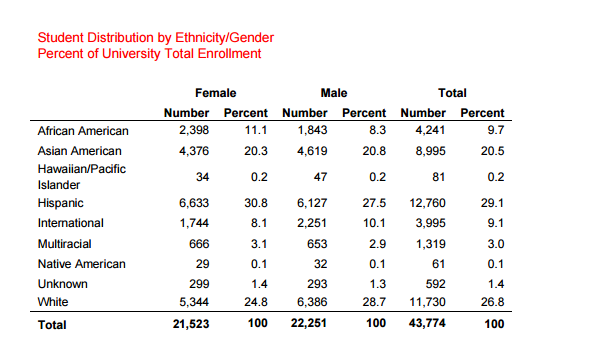 Student Distribution by Ethnicity/Gender
Percent of University Total Enrollment
Female Male Total
Number Percent Number Percent Number Percent
African American 2,398 11.1 1,843 8.3 4,241 9.7
Asian American 4,376 20.3 4,619 20.8 8,995 20.5
Hawaiian/Pacific
Islander 34 0.2 47 0.2 81 0.2
Hispanic 6,633 30.8 6,127 27.5 12,760 29.1
International 1,744 8.1 2,251 10.1 3,995 9.1
Multiracial 666 3.1 653 2.9 1,319 3.0
Native American 29 0.1 32 0.1 61 0.1
Unknown 299 1.4 293 1.3 592 1.4
White 5,344 24.8 6,386 28.7 11,730 26.8
Total 21,523 100 22,251 100 43,774 100